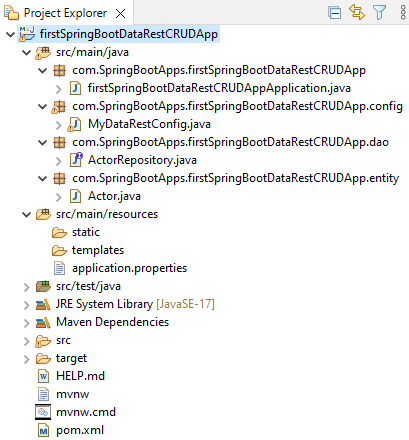 Project Explorer
firstSpringBootDataRestCRUDApp
src/main/java
com.SpringBootApps.firstSpringBootDataRestCRUDApp
firstSpringBootDataRestCRUDAppApplication.java
com.SpringBootApps.firstSpringBootDataRestCRUDApp.config
MyDataRestConfig.java
com.SpringBootApps.firstSpringBootDataRestCRUDApp.dao
ActorRepository.java
com.SpringBootApps.firstSpringBootDataRestCRUDApp.entity
Actor.java
src/main/resources
static
templates
application.properties
src/test/java
JRE System Library [JavaSE-17]
Maven Dependencies
src
target
HELP.md
mvnw
mvnw.cmd
pom.xml